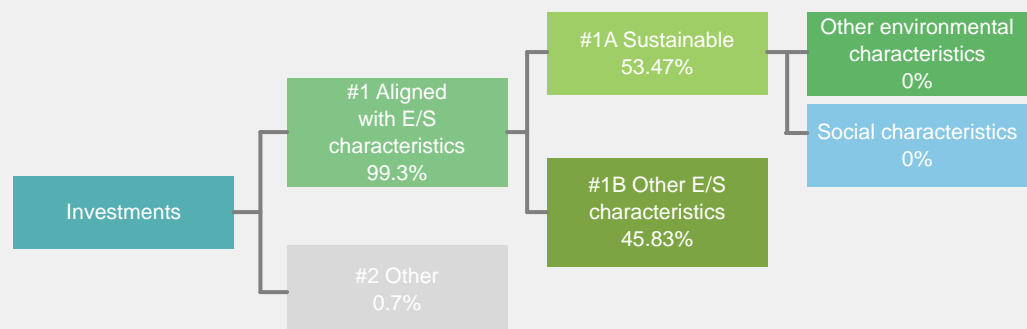 Investments
#1 Aligned
with E/S
characteristics
99.3%
#2 Other
0.7%
#1A Sustainable
53.47%
#1B Other E/S
characteristics
45.83%
Other environmental
characteristics
0%
Social characteristics
0%